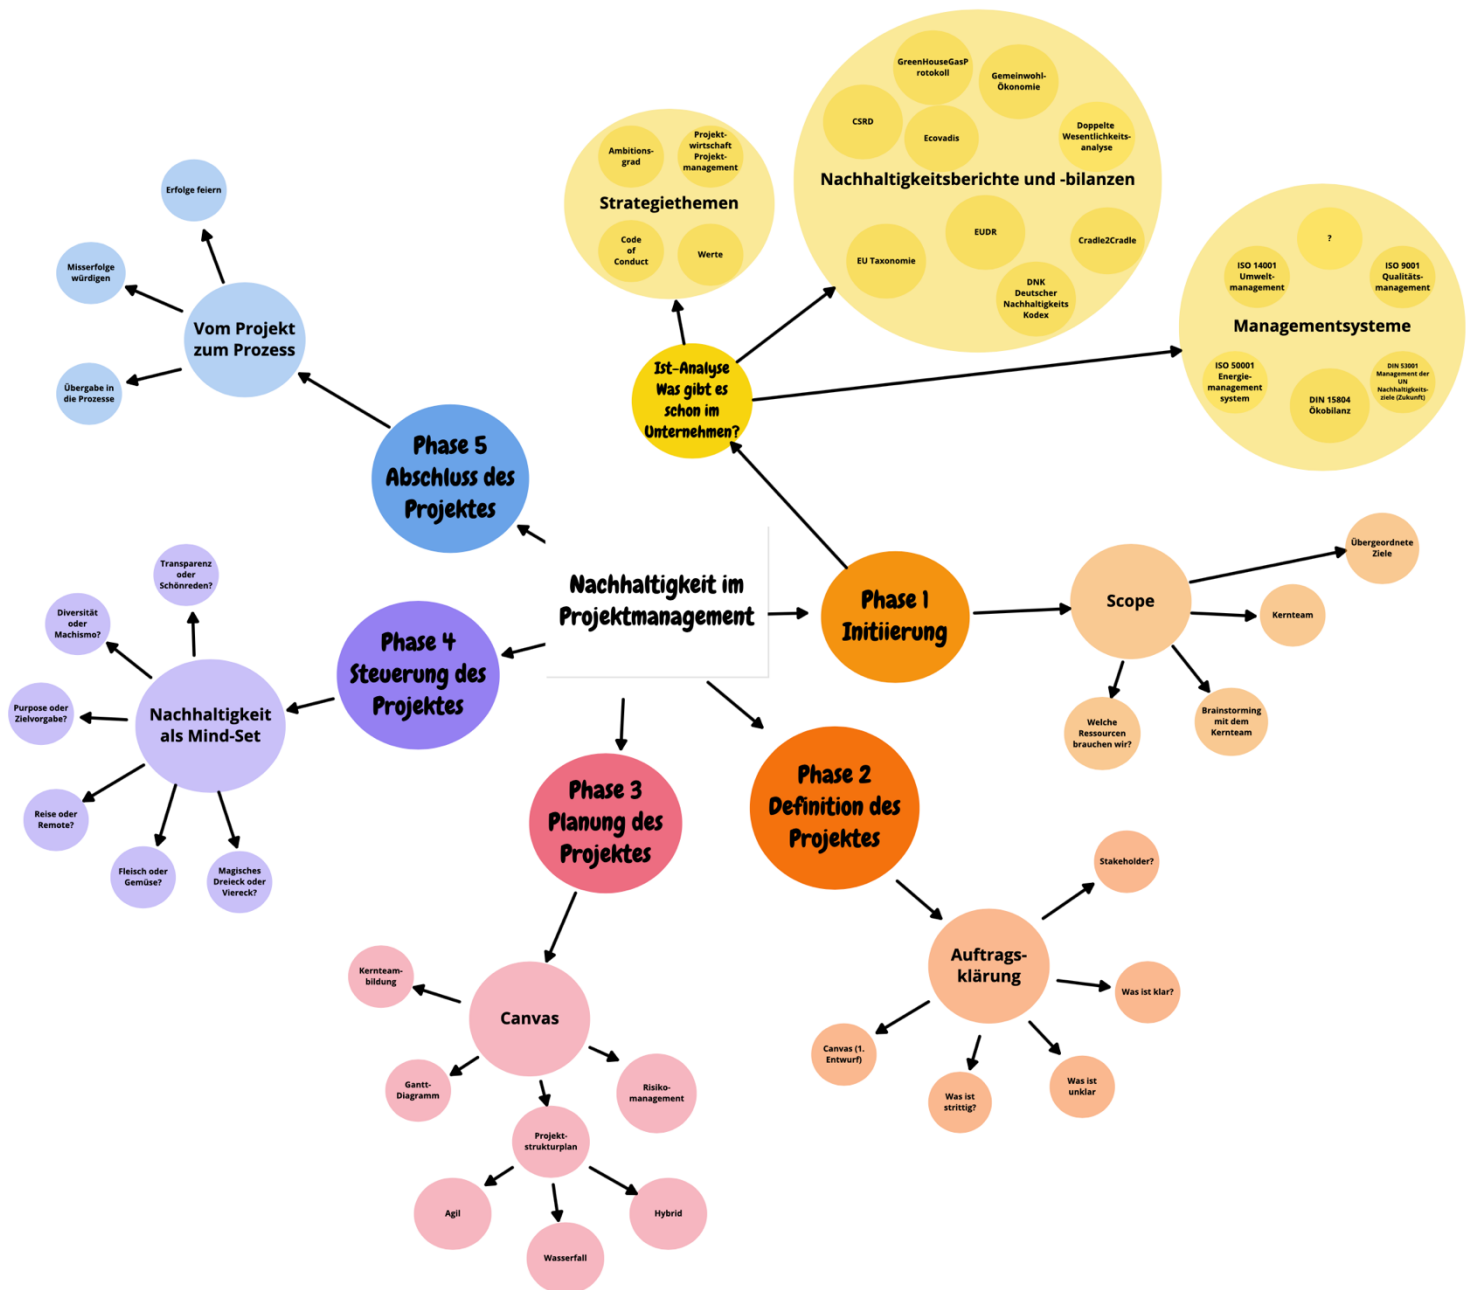 Nachhaltigkeit im
Projektmanagement
Phase 1
Initiierung
Ist-Analyse
Was gibt es
schon im
Unternehmen?
Strategiethemen
Ambitions-
grad
Projekt-
wirtschaft
Projekt-
management
Code
of
Conduct
Werte
Nachhaltigkeitsberichte und -bilanzen
GreenHouseGasP
rotokoll
Gemeinwohl-
Ökonomie
CSRD
Ecovadis
Doppelte
Wesentlichkeits-
analyse
EU Taxonomie
EUDR
Cradle2Cradle
DNK
Deutscher
Nachhaltigkeits
Kodex
Managementsysteme
?
ISO 14001
Umwelt-
management
ISO 9001
Qualitäts-
management
ISO 50001
Energie-
management
system
DIN 15804
Ökobilanz
DIN 53001
Management der
UN
Nachhaltigkeits-
ziele (Zukunft)
Scope
Übergeordnete
Ziele
Kernteam
Brainstorming
mit dem
Kernteam
Welche
Ressourcen
brauchen wir?
Phase 2
Definition des
Projektes
Auftrags-
klärung
Stakeholder?
Was ist klar?
Was ist
unklar
Was ist
strittig?
Canvas (1.
Entwurf)
Phase 3
Planung des
Projektes
Canvas
Kernteam-
bildung
Gantt-
Diagramm
Projekt-
strukturplan
Risiko-
management
Agil
Wasserfall
Hybrid
Phase 4
Steuerung des
Projektes
Nachhaltigkeit
als Mind-Set
Transparenz
oder
Schönreden?
Diversität
oder
Machismo?
Purpose oder
Zielvorgabe?
Reise oder
Remote?
Fleisch oder
Gemüse?
Magisches
Dreieck oder
Viereck?
Phase 5
Abschluss des
Projektes
Vom Projekt
zum Prozess
Erfolge feiern
Misserfolge
würdigen
Übergabe in
die Prozesse